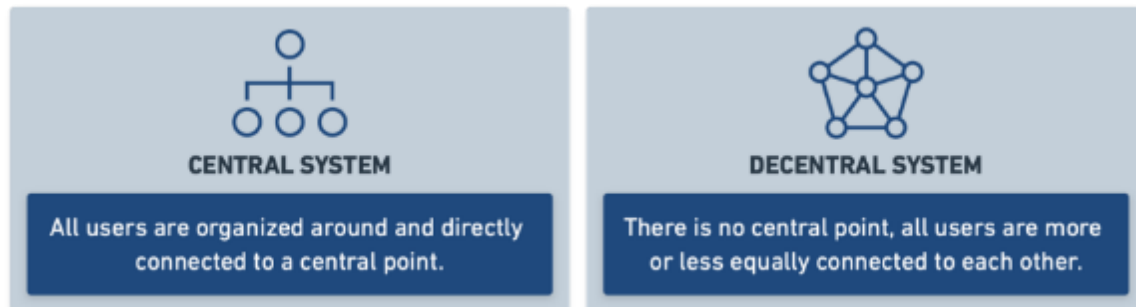 CENTRAL SYSTEM
All users are organized around and directly
connected to a central point.
DECENTRAL SYSTEM
There is no central point, all users are more
or less equally connected to each other.